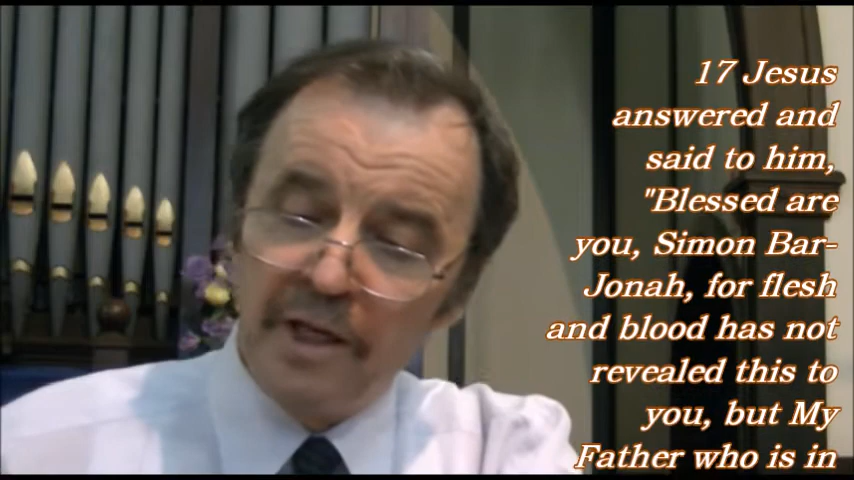 17 Jesus
answered and
said to him,
"Blessed are
you, Simon Bar-
Jonah, for flesh
and blood has not
revealed this to
you, but My
Father who is in